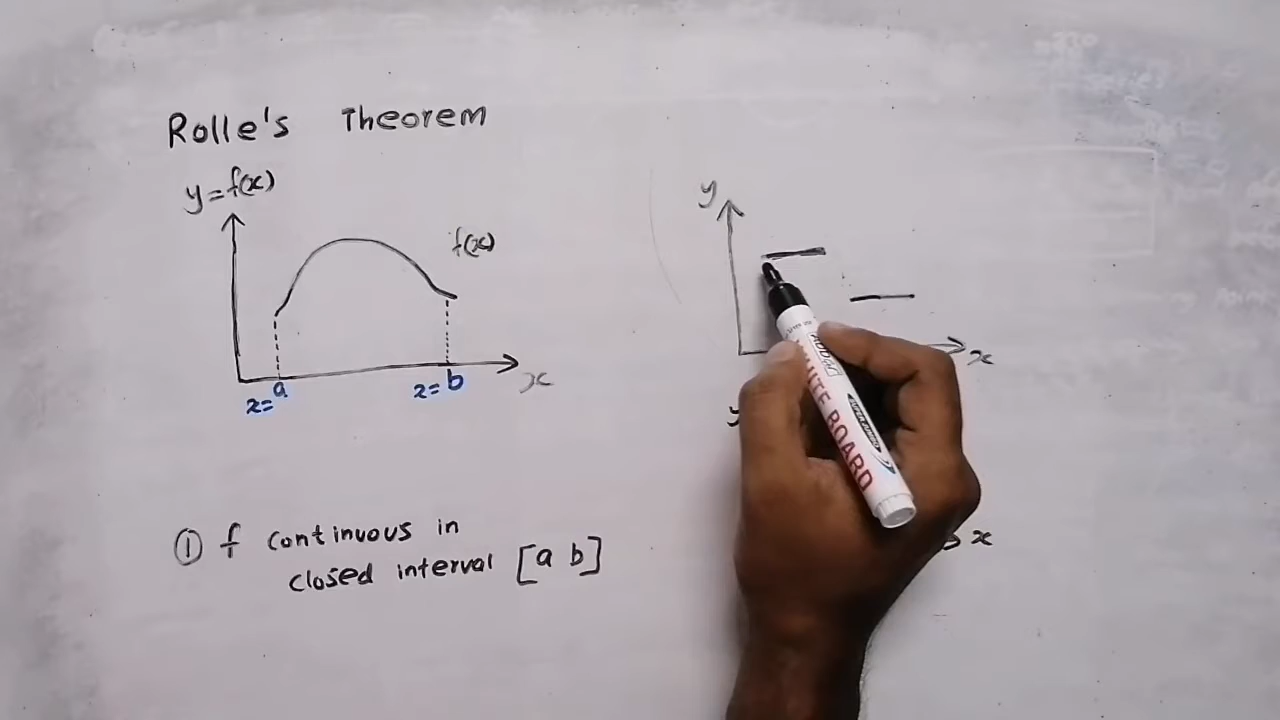 Rolle's Theorem
y=f(x)
f(x)
x=a
x=b
x
① f continuous in
closed interval [a b]
y
x
y
x
WHITE BOARD